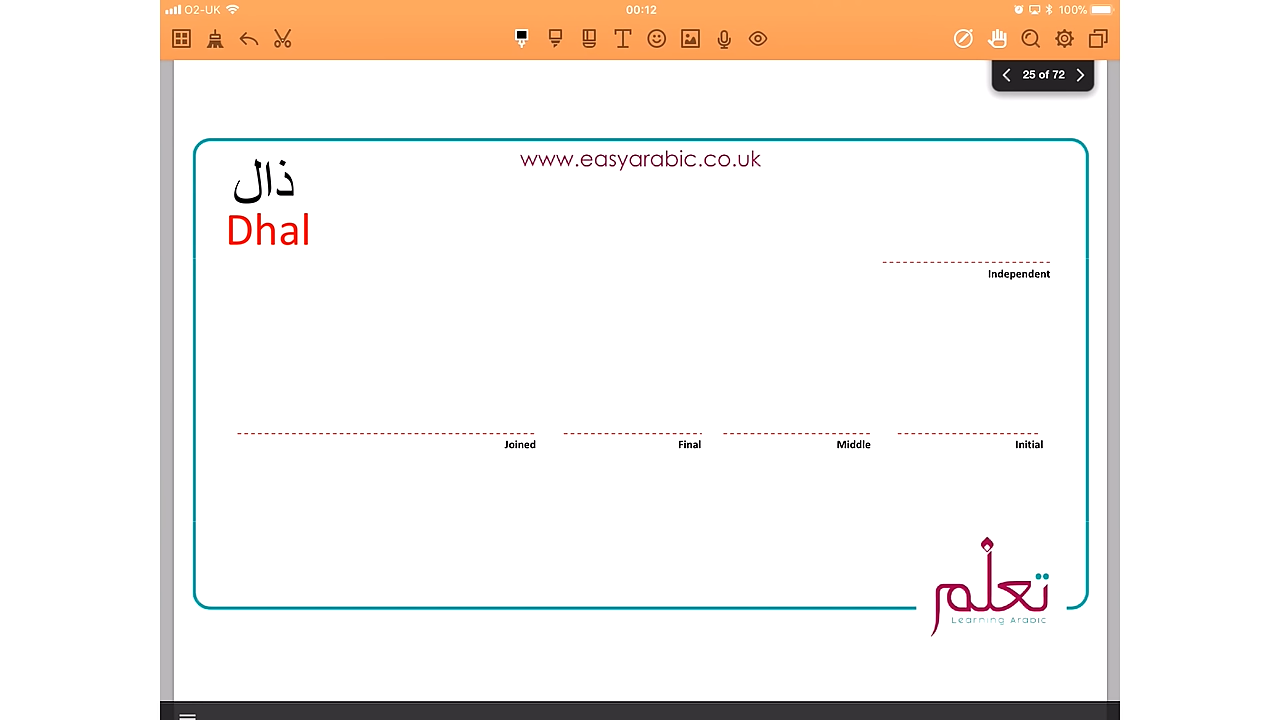 O2-UK 00:12 100%
25 of 72
www.easyarabic.co.uk
ذال
Dhal
Independent
Joined Final Middle Initial
تعلم
Learning Arabic